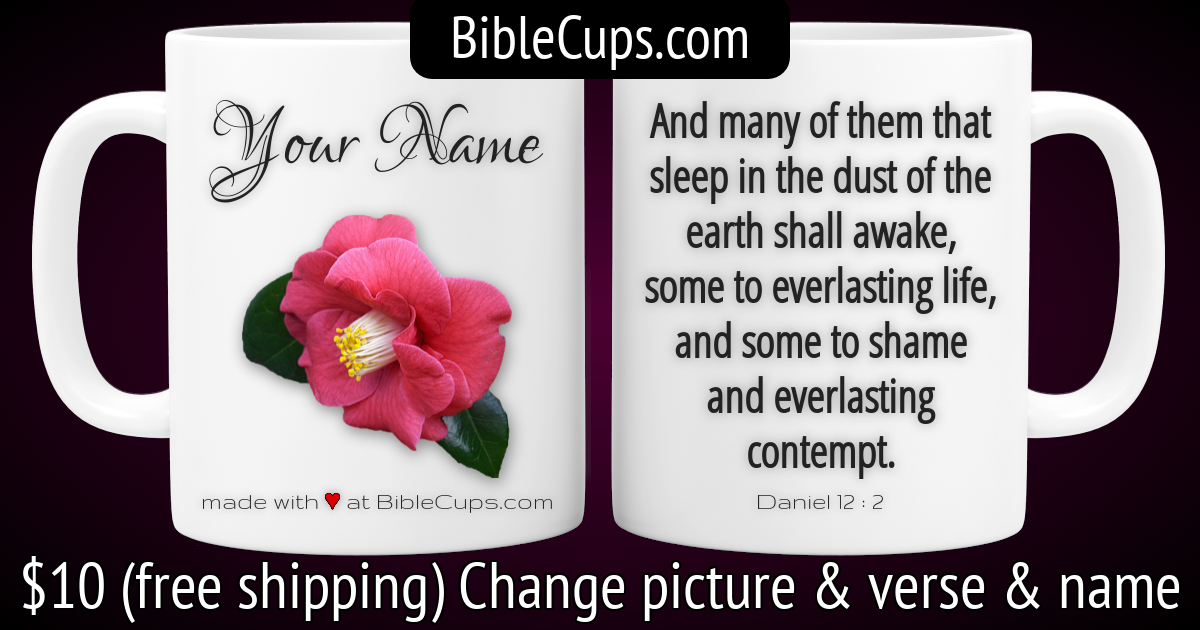 BibleCups.com
Your Name
made with ♥ at BibleCups.com
And many of them that
sleep in the dust of the
earth shall awake,
some to everlasting life,
and some to shame
and everlasting
contempt.
Daniel 12 : 2
$10 (free shipping) Change picture & verse & name